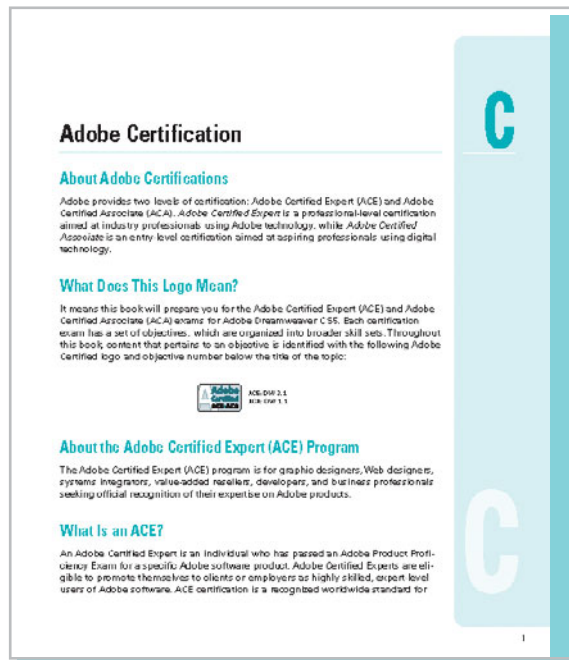 C
Adobe Certification
About Adobe Certifications
Adobe provides two levels of certification: Adobe Certified Expert (ACE) and Adobe
Certified Associate (ACA). Adobe Certified Expert is a professional-level certification
aimed at industry professionals using Adobe technology, while Adobe Certified
Associate is an entry-level certification aimed at aspiring professionals using digital
technology.
What Does This Logo Mean?
It means this book will prepare you for the Adobe Certified Expert (ACE) and Adobe
Certified Associate (ACA) exams for Adobe Dreamweaver CS5. Each certification
exam has a set of objectives, which are organized into broader skill sets. Throughout
this book, content that pertains to an objective is identified with the following Adobe
Certified logo and objective number below the title of the topic:
Adobe
Certified
ACE-ACA
About the Adobe Certified Expert (ACE) Program
The Adobe Certified Expert (ACE) program is for graphic designers, Web designers,
systems integrators, value-added resellers, developers, and business professionals
seeking official recognition of their expertise on Adobe products.
What Is an ACE?
An Adobe Certified Expert is an individual who has passed an Adobe Product Profi-
ciency Exam for a specific Adobe software product. Adobe Certified Experts are eli-
gible to promote themselves to clients or employers as highly skilled, expert level
users of Adobe software. ACE certification is a recognized worldwide standard for
C
1